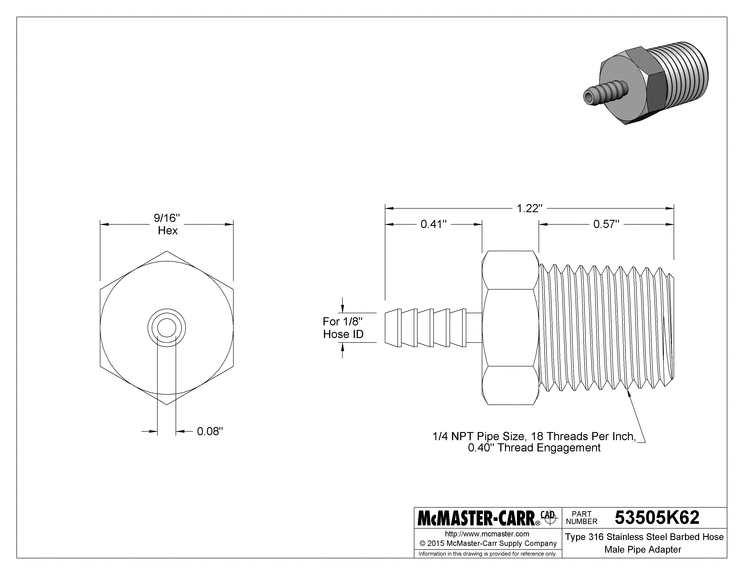 1.22"
0.41"
0.57"
9/16"
Hex
For 1/8"
Hose ID
0.08"
1/4 NPT Pipe Size, 18 Threads Per Inch,
0.40" Thread Engagement
McMASTER-CARR® CAD
http://www.mcmaster.com
© 2015 McMaster-Carr Supply Company
Information in this drawing is provided for reference only.
PART
NUMBER
53505K62
Type 316 Stainless Steel Barbed Hose
Male Pipe Adapter